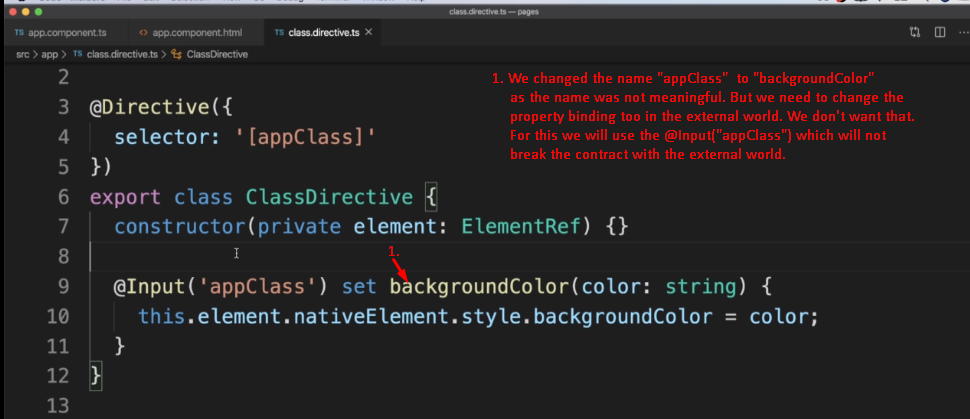 class.directive.ts — pages
TS app.component.ts <> app.component.html TS class.directive.ts ×
src > app > TS class.directive.ts > ClassDirective
2
3 @Directive({
4 selector: '[appClass]'
5 })
6 export class ClassDirective {
7 constructor(private element: ElementRef) {}
8
9 @Input('appClass') set backgroundColor(color: string) {
10 this.element.nativeElement.style.backgroundColor = color;
11 }
12 }
13
1. We changed the name "appClass" to "backgroundColor"
as the name was not meaningful. But we need to change the
property binding too in the external world. We don't want that.
For this we will use the @Input("appClass") which will not
break the contract with the external world.
1.